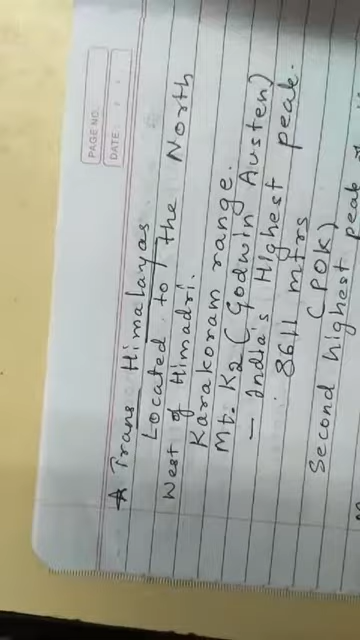 PAGE NO.
DATE:
A Trans Himalayas
Located to the North
West of Himadri.
Karakoram range.
Mt. K2 (Godwin Austen)
- India's Highest peak.
8611 mtrs
(POK)
Second highest peak